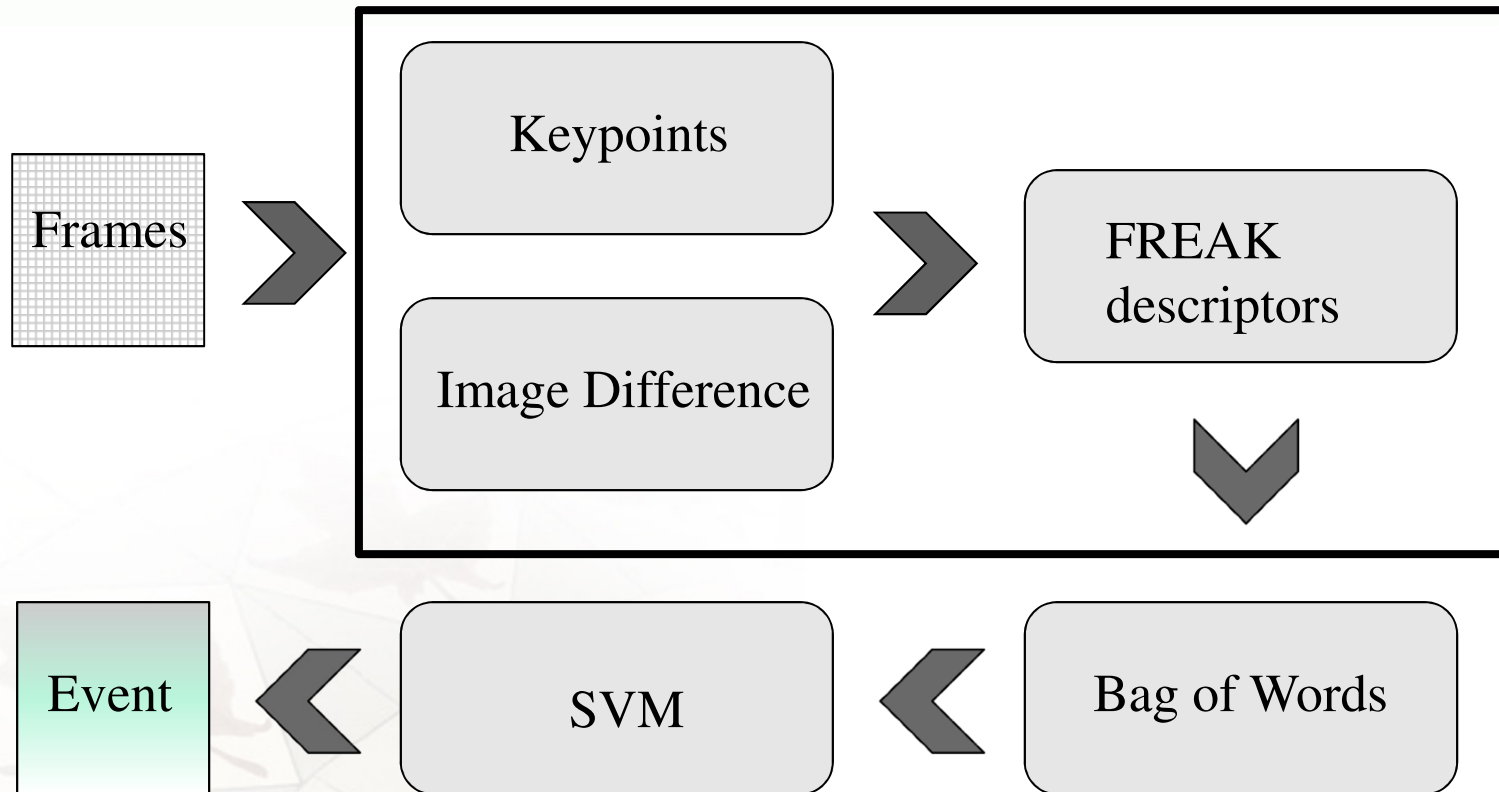 Keypoints
Frames
FREAK
descriptors
Image Difference
Event
SVM
Bag of Words